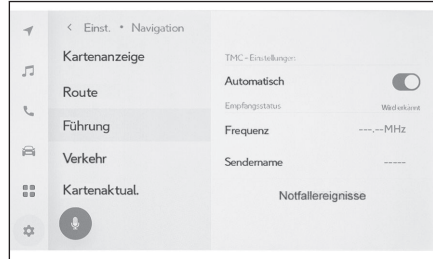 < Einst. • Navigation
Kartenanzeige
Route
Führung
Verkehr
Kartenaktual.
TMC-Einstellungen
Automatisch
Empfangsstatus Wird erkannt
Frequenz ---.--MHz
Sendername -----
Notfallereignisse